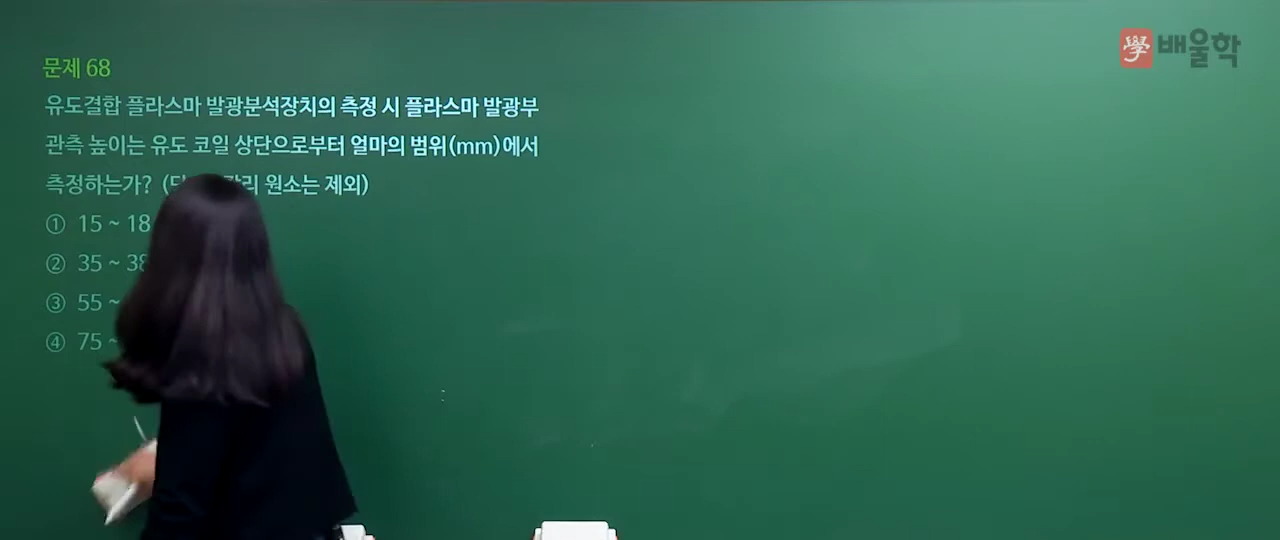 배울학
문제 68
유도결합 플라스마 발광분석장치의 측정 시 플라스마 발광부
관측 높이는 유도 코일 상단으로부터 얼마의 범위(mm)에서
측정하는가? 원소는 제외)
① 15 ~ 18
② 35 ~ 38
③ 55 ~
④ 75 ~